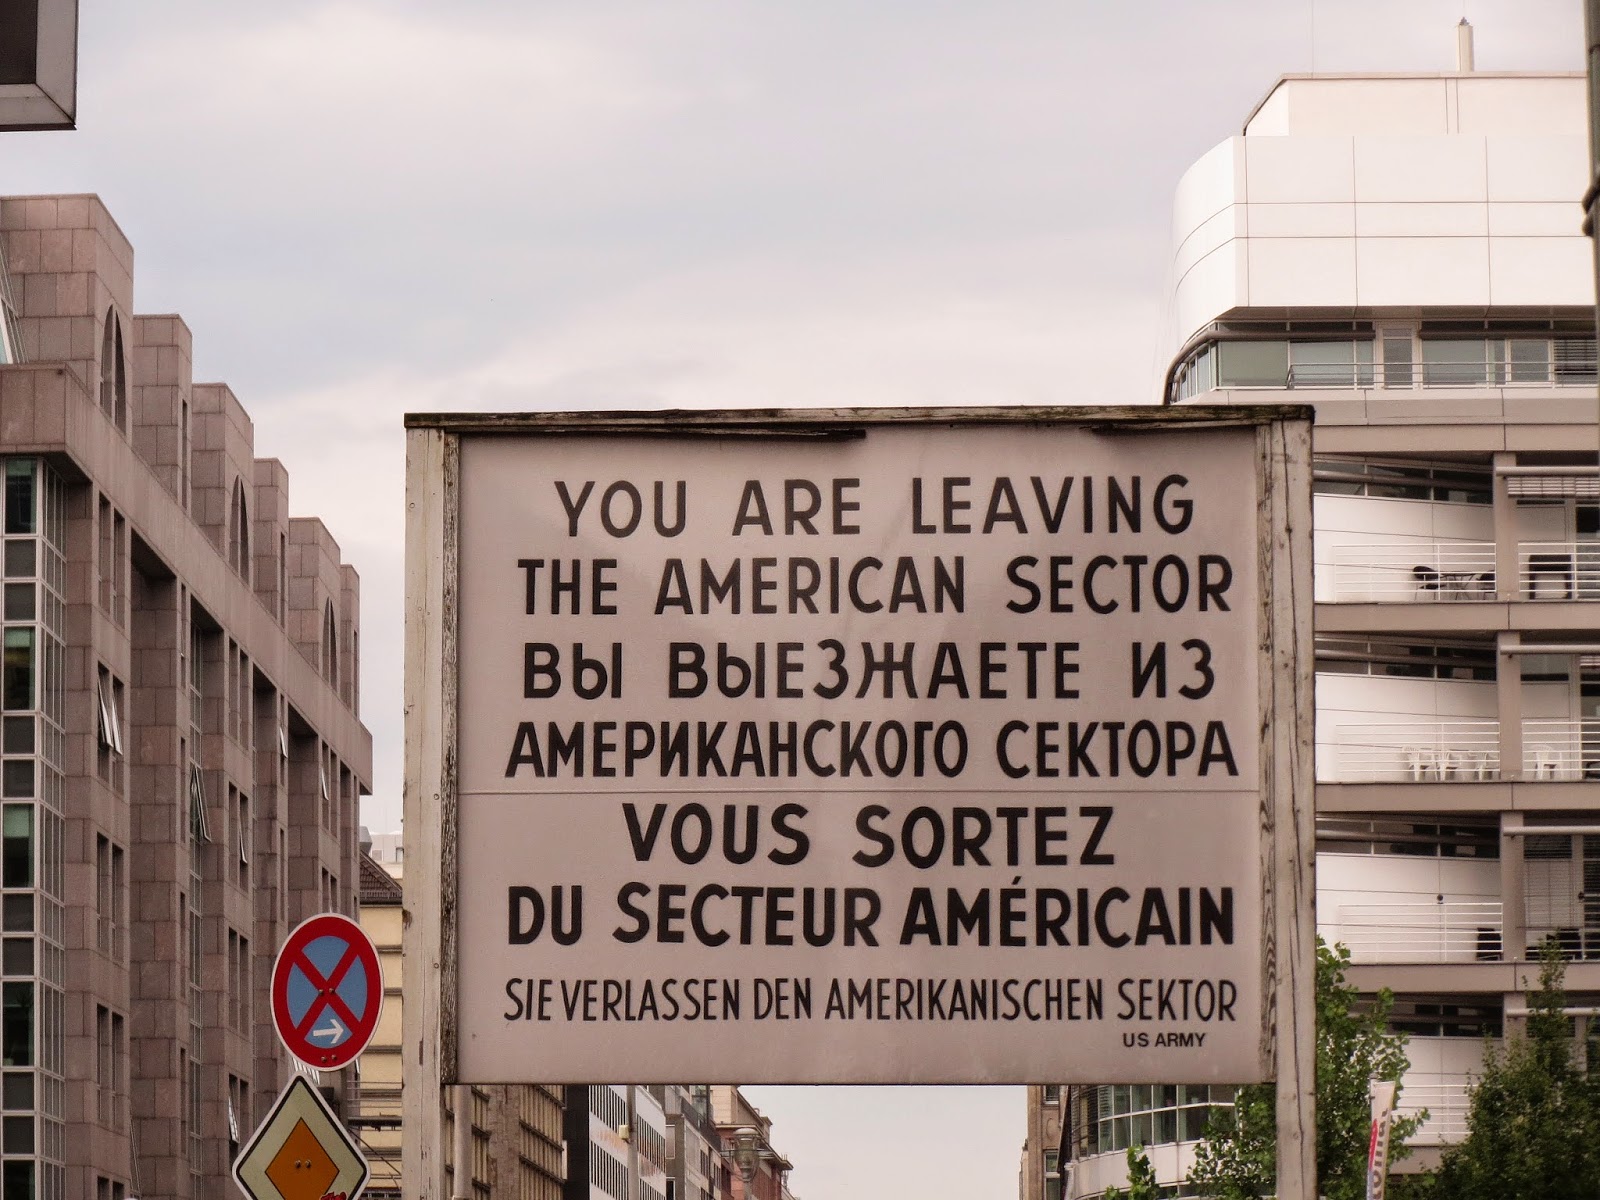 YOU ARE LEAVING
THE AMERICAN SECTOR
ВЫ ВЫЕЗЖАЕТЕ ИЗ
АМЕРИКАНСКОГО СЕКТОРА
VOUS SORTEZ
DU SECTEUR AMÉRICAIN
SIE VERLASSEN DEN AMERIKANISCHEN SEKTOR
US ARMY